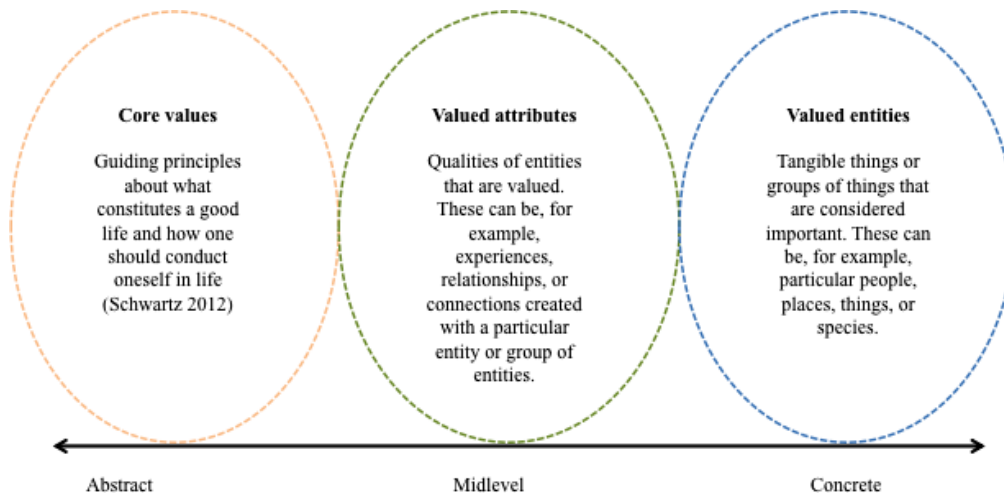 Core values
Guiding principles
about what
constitutes a good
life and how one
should conduct
oneself in life
(Schwartz 2012)
Valued attributes
Qualities of entities
that are valued.
These can be, for
example,
experiences,
relationships, or
connections created
with a particular
entity or group of
entities.
Valued entities
Tangible things or
groups of things that
are considered
important. These can
be, for example,
particular people,
places, things, or
species.
Abstract
Midlevel
Concrete